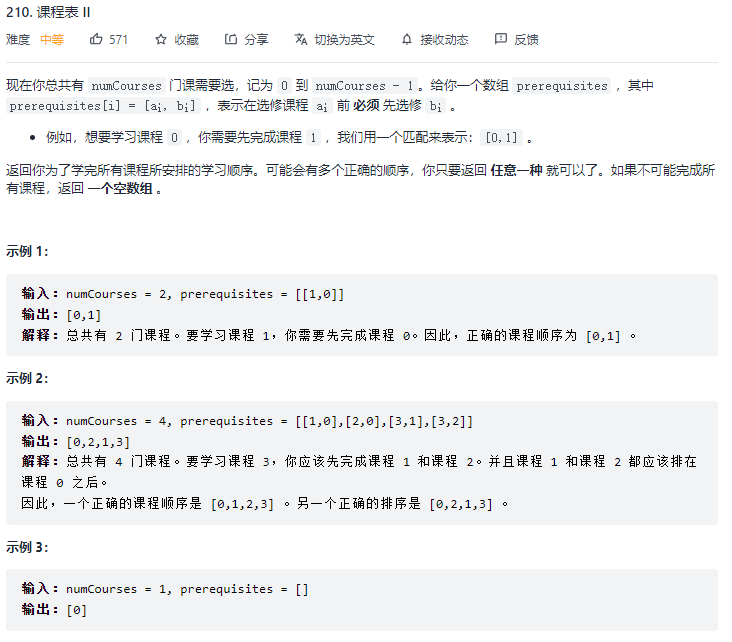 210. 课程表 II
难度 中等 571 收藏 分享 切换为英文 接收动态 反馈
现在你总共有 numCourses 门课需要选，记为 0 到 numCourses - 1。给你一个数组 prerequisites ，其中
prerequisites[i] = [ai, bi] ，表示在选修课程 ai 前 必须 先选修 bi 。
• 例如，想要学习课程 0 ，你需要先完成课程 1 ，我们用一个匹配来表示：[0,1] 。
返回你为了学完所有课程所安排的学习顺序。可能会有多个正确的顺序，你只要返回 任意一种 就可以了。如果不可能完成所
有课程，返回 一个空数组 。
示例 1：
输入：numCourses = 2, prerequisites = [[1,0]]
输出：[0,1]
解释：总共有 2 门课程。要学习课程 1，你需要先完成课程 0。因此，正确的课程顺序为 [0,1] 。
示例 2：
输入：numCourses = 4, prerequisites = [[1,0],[2,0],[3,1],[3,2]]
输出：[0,2,1,3]
解释：总共有 4 门课程。要学习课程 3，你应该先完成课程 1 和课程 2。并且课程 1 和课程 2 都应该排在
课程 0 之后。
因此，一个正确的课程顺序是 [0,1,2,3] 。另一个正确的排序是 [0,2,1,3] 。
示例 3：
输入：numCourses = 1, prerequisites = []
输出：[0]